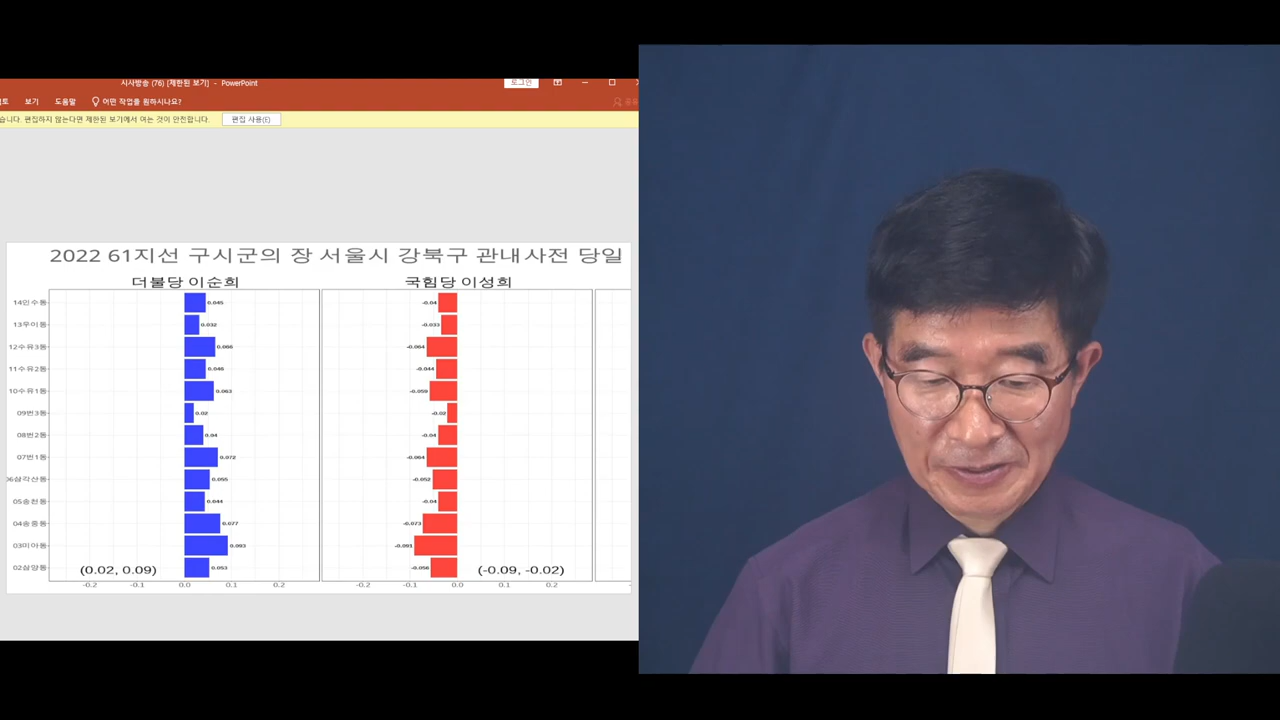 시사방송 (76) [제한된 보기] - PowerPoint
로그인
보기 도움말 어떤 작업을 원하시나요?
습니다. 편집하지 않는다면 제한된 보기에서 여는 것이 안전합니다. 편집 사용(E)
2022 61지선 구시군의 장 서울시 강북구 관내사전 당일
더불당 이순희 국힘당 이성희
14인수동 0.045 -0.04
13우이동 0.032 -0.033
12수유3동 0.066 -0.064
11수유2동 0.046 -0.044
10수유1동 0.063 -0.059
09번3동 0.02 -0.02
08번2동 0.04 -0.04
07번1동 0.072 -0.064
06삼각산동 0.055 -0.052
05송천동 0.044 -0.04
04송중동 0.077 -0.073
03미아동 0.093 -0.091
02삼양동 0.053 -0.056
(0.02, 0.09) (-0.09, -0.02)
-0.2 -0.1 0.0 0.1 0.2 -0.2 -0.1 0.0 0.1 0.2